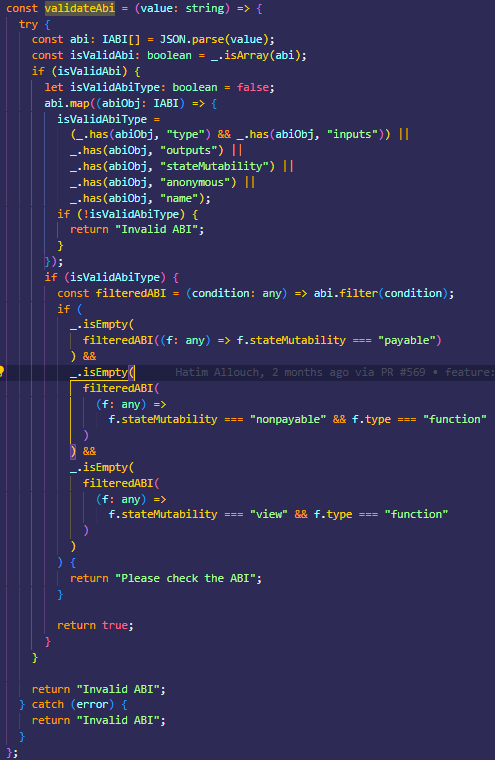 const validateAbi = (value: string) => {
  try {
    const abi: IABI[] = JSON.parse(value);
    const isValidAbi: boolean = _.isArray(abi);
    if (isValidAbi) {
      let isValidAbiType: boolean = false;
      abi.map((abiObj: IABI) => {
        isValidAbiType =
          (_.has(abiObj, "type") && _.has(abiObj, "inputs")) ||
          _.has(abiObj, "outputs") ||
          _.has(abiObj, "stateMutability") ||
          _.has(abiObj, "anonymous") ||
          _.has(abiObj, "name");
        if (!isValidAbiType) {
          return "Invalid ABI";
        }
      });
      if (isValidAbiType) {
        const filteredABI = (condition: any) => abi.filter(condition);
        if (
          _.isEmpty(
            filteredABI((f: any) => f.stateMutability === "payable")
          ) &&
          _.isEmpty(     Hatim Allouch, 2 months ago via PR #569 • feature:
            filteredABI(
              (f: any) =>
                f.stateMutability === "nonpayable" && f.type === "function"
            )
          ) &&
          _.isEmpty(
            filteredABI(
              (f: any) =>
                f.stateMutability === "view" && f.type === "function"
            )
          )
        ) {
          return "Please check the ABI";
        }

        return true;
      }
    }

    return "Invalid ABI";
  } catch (error) {
    return "Invalid ABI";
  }
};